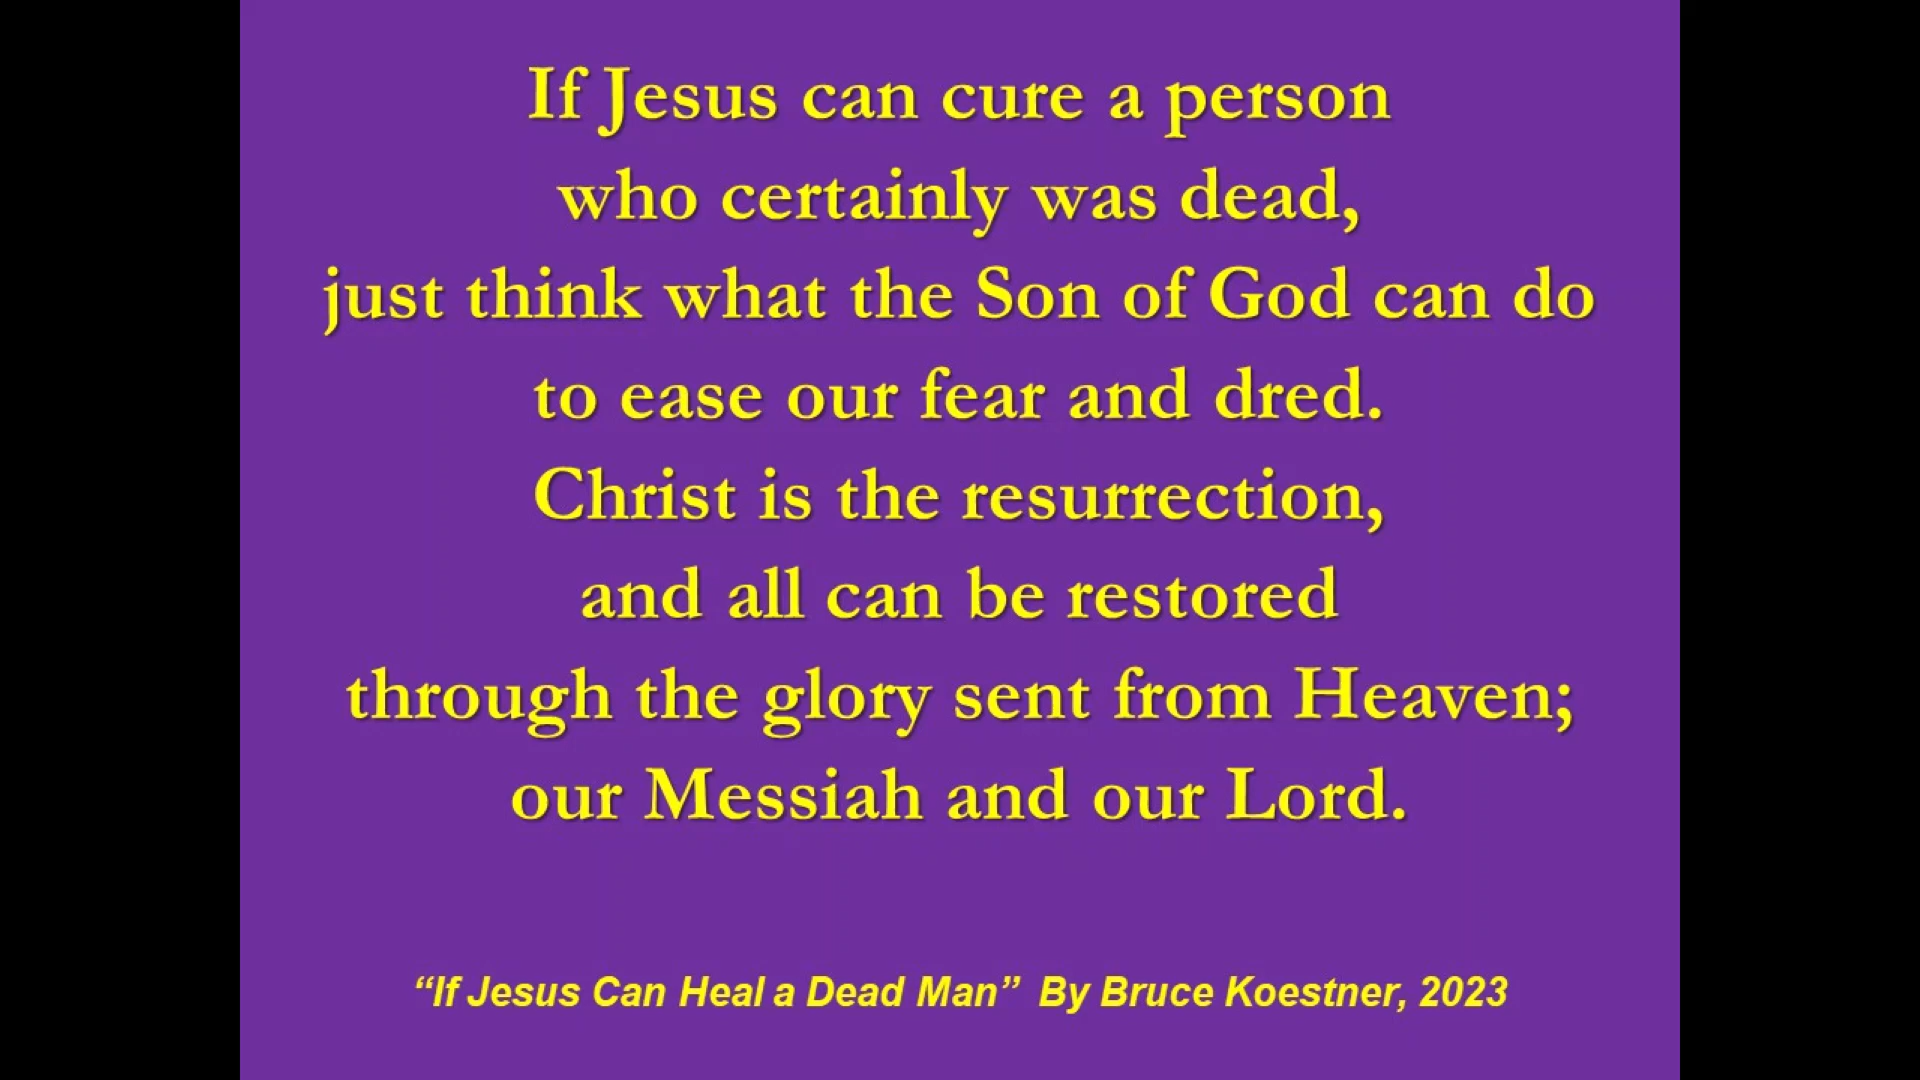 If Jesus can cure a person
who certainly was dead,
just think what the Son of God can do
to ease our fear and dred.
Christ is the resurrection,
and all can be restored
through the glory sent from Heaven;
our Messiah and our Lord.
“If Jesus Can Heal a Dead Man” By Bruce Koestner, 2023